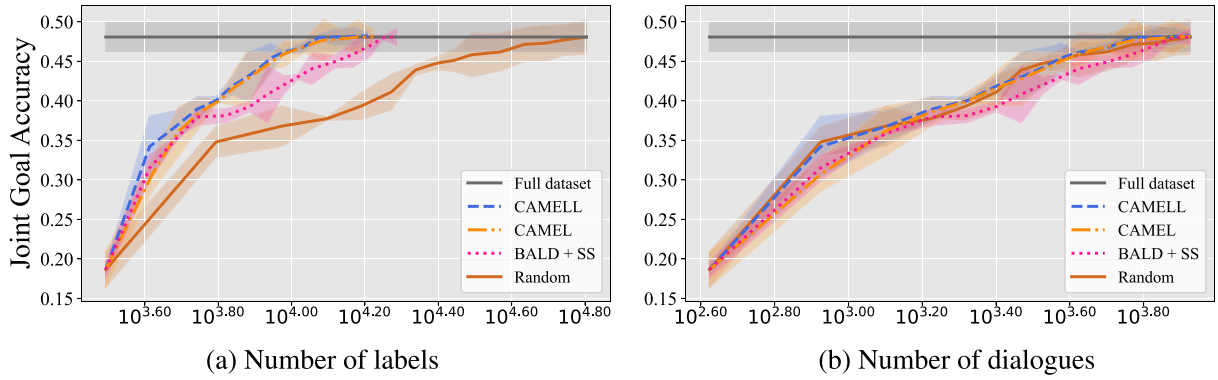 Joint Goal Accuracy
0.50
0.45
0.40
0.35
0.30
0.25
0.20
0.15
10^3.60
10^3.80
10^4.00
10^4.20
10^4.40
10^4.60
10^4.80
Full dataset
CAMELL
CAMEL
BALD + SS
Random
(a) Number of labels
0.50
0.45
0.40
0.35
0.30
0.25
0.20
0.15
10^2.60
10^2.80
10^3.00
10^3.20
10^3.40
10^3.60
10^3.80
Full dataset
CAMELL
CAMEL
BALD + SS
Random
(b) Number of dialogues